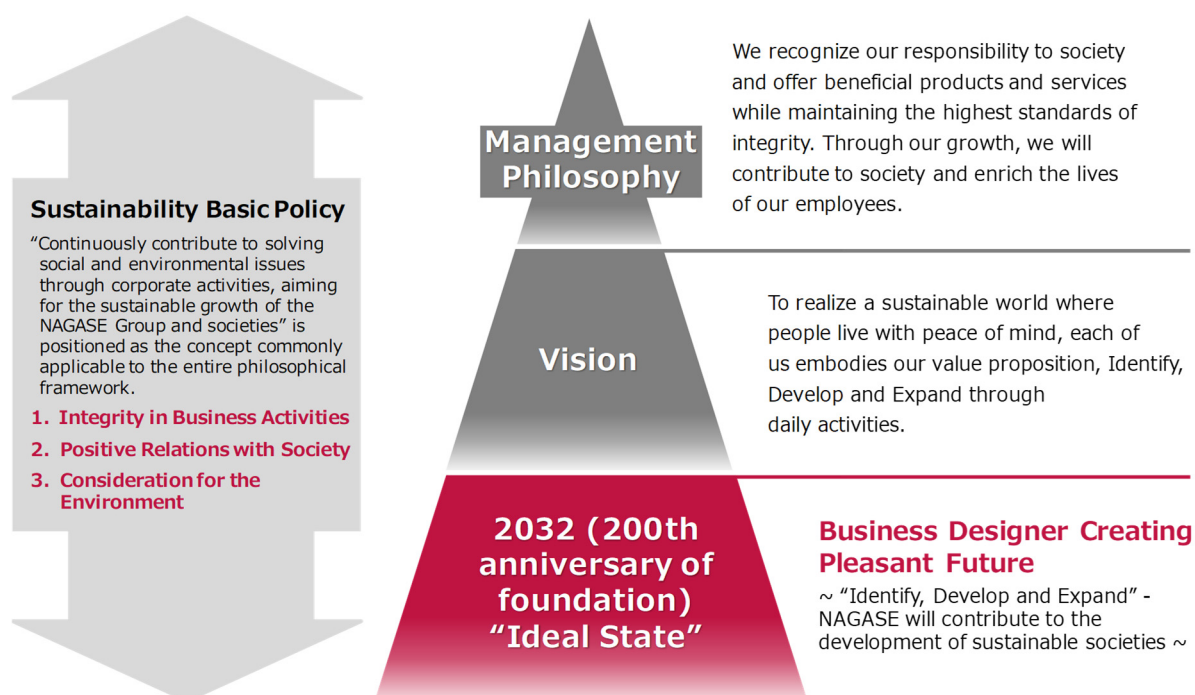 Sustainability Basic Policy
“Continuously contribute to solving
social and environmental issues
through corporate activities, aiming
for the sustainable growth of the
NAGASE Group and societies” is
positioned as the concept commonly
applicable to the entire philosophical
framework.
1. Integrity in Business Activities
2. Positive Relations with Society
3. Consideration for the
Environment
Management
Philosophy
We recognize our responsibility to society
and offer beneficial products and services
while maintaining the highest standards of
integrity. Through our growth, we will
contribute to society and enrich the lives
of our employees.
Vision
To realize a sustainable world where
people live with peace of mind, each of
us embodies our value proposition, Identify,
Develop and Expand through
daily activities.
2032 (200th
anniversary of
foundation)
“Ideal State”
Business Designer Creating
Pleasant Future
~ “Identify, Develop and Expand” -
NAGASE will contribute to the
development of sustainable societies ~